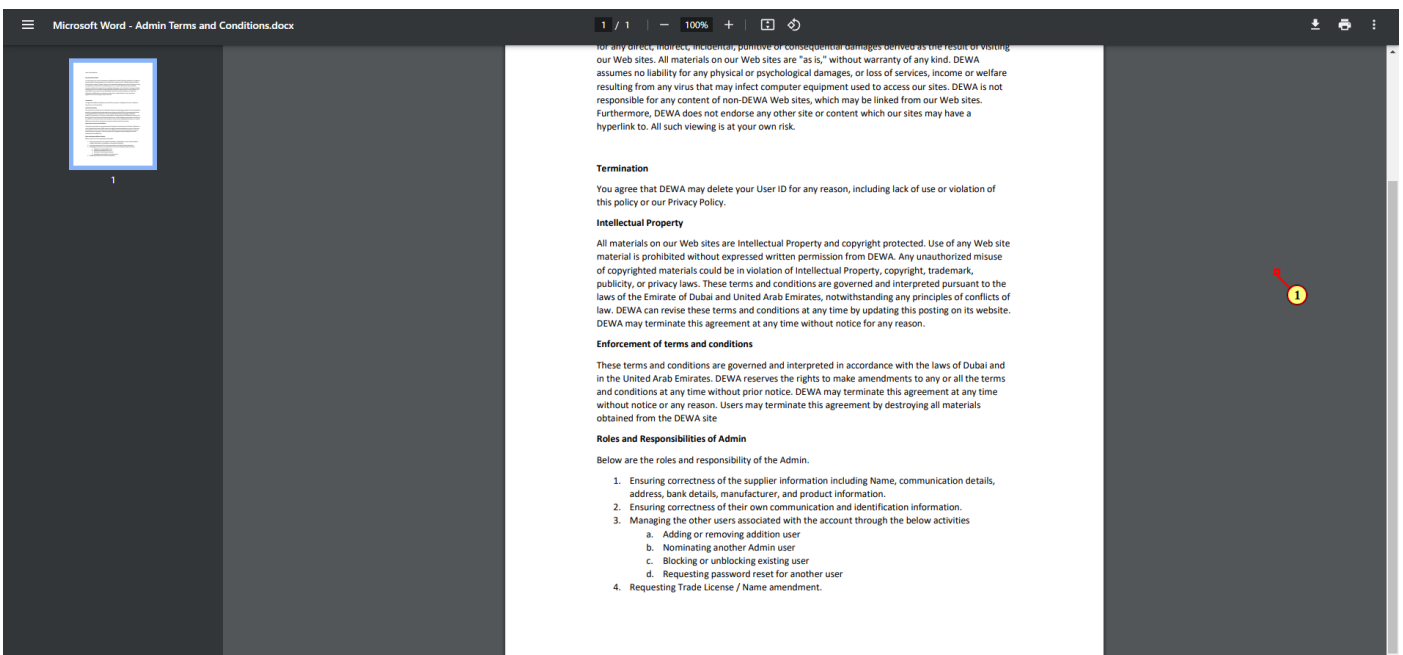 Microsoft Word - Admin Terms and Conditions.docx
1 / 1
100%
1
for any direct, indirect, incidental, punitive or consequential damages derived as the result of visiting
our Web sites. All materials on our Web sites are "as is," without warranty of any kind. DEWA
assumes no liability for any physical or psychological damages, or loss of services, income or welfare
resulting from any virus that may infect computer equipment used to access our sites. DEWA is not
responsible for any content of non-DEWA Web sites, which may be linked from our Web sites.
Furthermore, DEWA does not endorse any other site or content which our sites may have a
hyperlink to. All such viewing is at your own risk.
Termination
You agree that DEWA may delete your User ID for any reason, including lack of use or violation of
this policy or our Privacy Policy.
Intellectual Property
All materials on our Web sites are Intellectual Property and copyright protected. Use of any Web site
material is prohibited without expressed written permission from DEWA. Any unauthorized misuse
of copyrighted materials could be in violation of Intellectual Property, copyright, trademark,
publicity, or privacy laws. These terms and conditions are governed and interpreted pursuant to the
laws of the Emirate of Dubai and United Arab Emirates, notwithstanding any principles of conflicts of
law. DEWA can revise these terms and conditions at any time by updating this posting on its website.
DEWA may terminate this agreement at any time without notice for any reason.
Enforcement of terms and conditions
These terms and conditions are governed and interpreted in accordance with the laws of Dubai and
in the United Arab Emirates. DEWA reserves the rights to make amendments to any or all the terms
and conditions at any time without prior notice. DEWA may terminate this agreement at any time
without notice or any reason. Users may terminate this agreement by destroying all materials
obtained from the DEWA site
Roles and Responsibilities of Admin
Below are the roles and responsibility of the Admin.
1. Ensuring correctness of the supplier information including Name, communication details,
address, bank details, manufacturer, and product information.
2. Ensuring correctness of their own communication and identification information.
3. Managing the other users associated with the account through the below activities
a. Adding or removing addition user
b. Nominating another Admin user
c. Blocking or unblocking existing user
d. Requesting password reset for another user
4. Requesting Trade License / Name amendment.
1